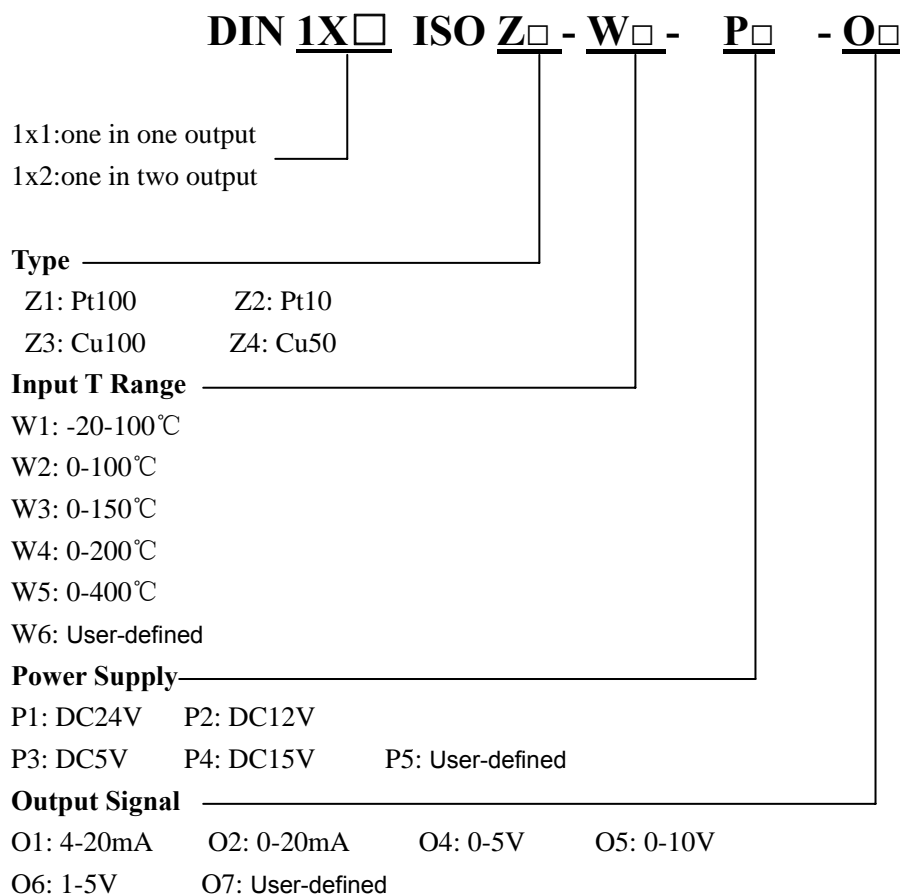 DIN 1X□ ISO Z□ - W□ - P□ - O□
1x1:one in one output
1x2:one in two output
Type
Z1: Pt100 Z2: Pt10
Z3: Cu100 Z4: Cu50
Input T Range
W1: -20-100℃
W2: 0-100℃
W3: 0-150℃
W4: 0-200℃
W5: 0-400℃
W6: User-defined
Power Supply
P1: DC24V P2: DC12V
P3: DC5V P4: DC15V P5: User-defined
Output Signal
O1: 4-20mA O2: 0-20mA O4: 0-5V O5: 0-10V
O6: 1-5V O7: User-defined